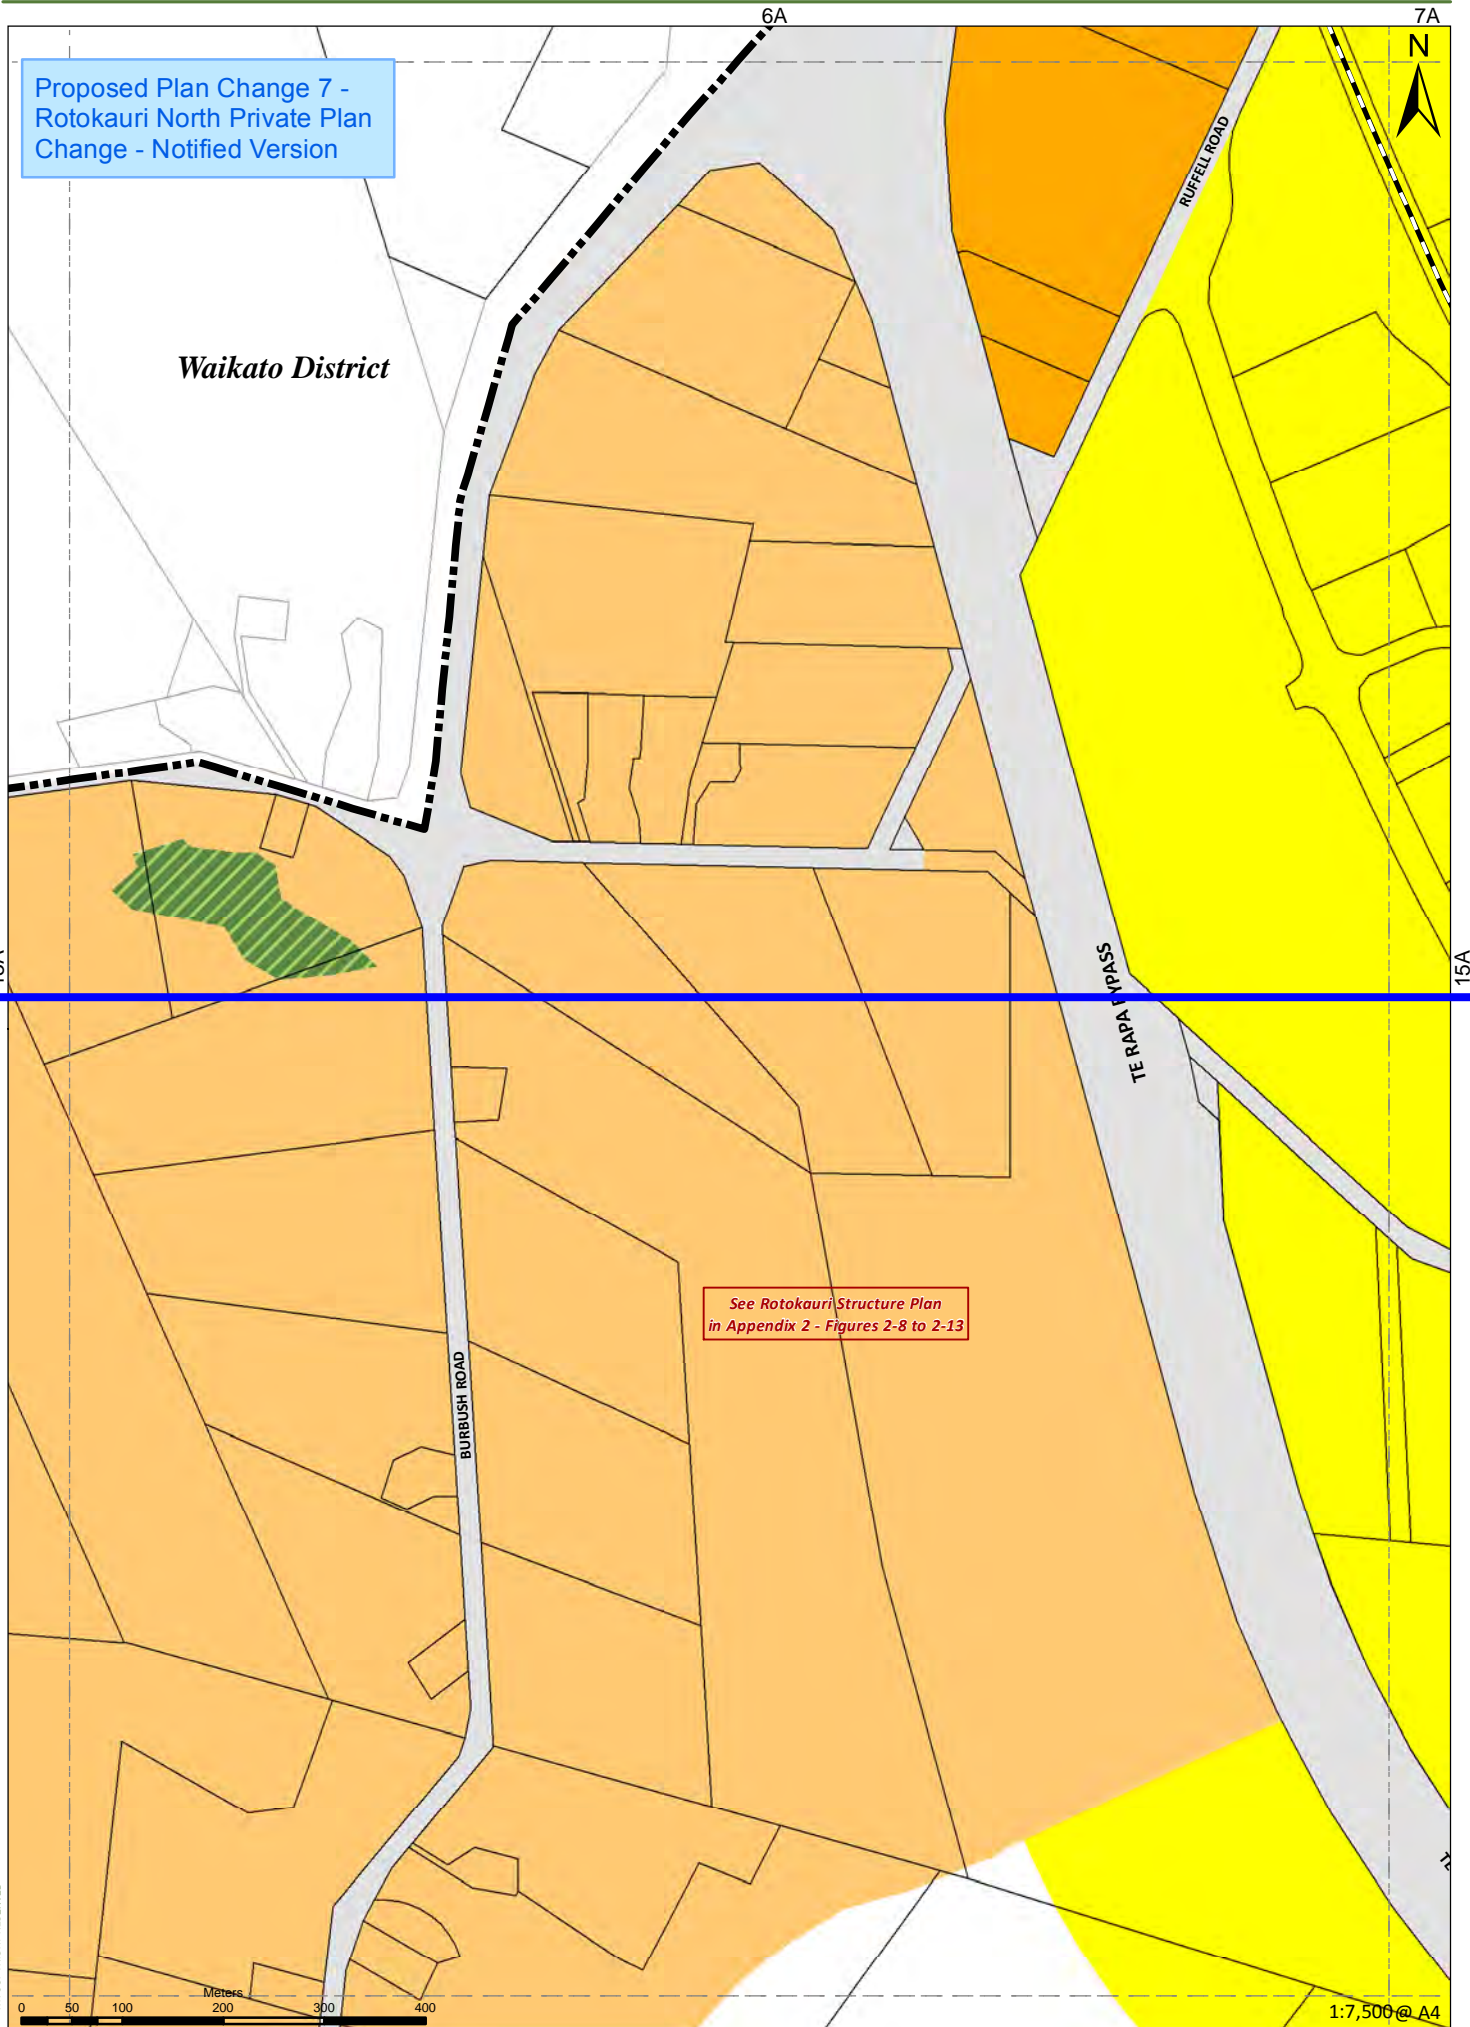 6A
7A
N
Proposed Plan Change 7 -
Rotokauri North Private Plan
Change - Notified Version
RUFFELL ROAD
Waikato District
15A
TE RAPA BYPASS
See Rotokauri Structure Plan
in Appendix 2 - Figures 2-8 to 2-13
BURBUSH ROAD
TE
Meters
0 50 100 200 300 400
1:7,500 @ A4